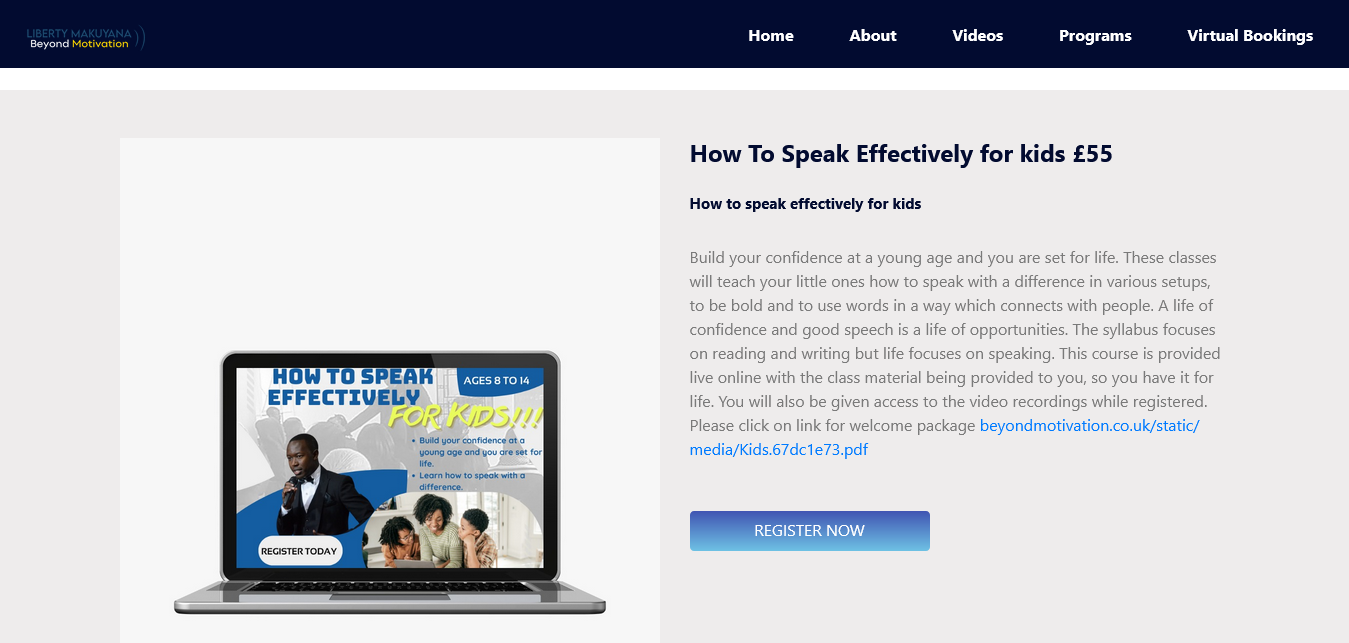 LIBERTY MAKUYANA
Beyond Motivation
Home
About
Videos
Programs
Virtual Bookings
HOW TO SPEAK
EFFECTIVELY
FOR KIDS!!!
AGES 8 TO 14
• Build your confidence at a
young age and you are set for
life.
• Learn how to speak with a
difference.
REGISTER TODAY
How To Speak Effectively for kids £55
How to speak effectively for kids
Build your confidence at a young age and you are set for life. These classes
will teach your little ones how to speak with a difference in various setups,
to be bold and to use words in a way which connects with people. A life of
confidence and good speech is a life of opportunities. The syllabus focuses
on reading and writing but life focuses on speaking. This course is provided
live online with the class material being provided to you, so you have it for
life. You will also be given access to the video recordings while registered.
Please click on link for welcome package beyondmotivation.co.uk/static/
media/Kids.67dc1e73.pdf
REGISTER NOW